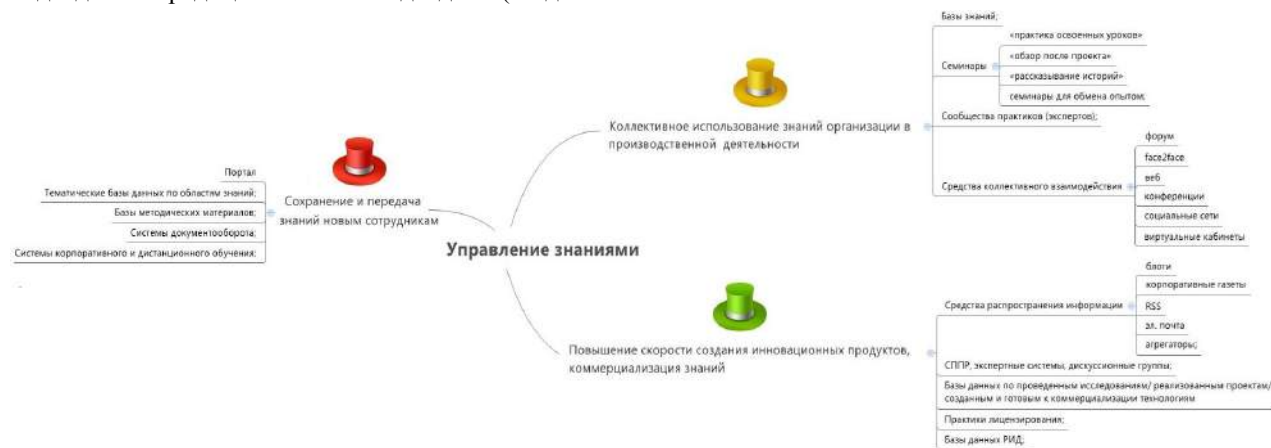 Базы знаний;
«практика освоенных уроков»
«обзор после проекта»
Семинары
«рассказывание историй»
семинары для обмена опытом;
Коллективное использование знаний организации в
производственной деятельности
Сообщества практиков (экспертов);
форум
face2face
веб
Средства коллективного взаимодействия
конференции
социальные сети
виртуальные кабинеты
Портал
Тематические базы данных по областям знаний;
Базы методических материалов;
Системы документооборота;
Системы корпоративного и дистанционного обучения;
Сохранение и передача
знаний новым сотрудникам
Управление знаниями
блоги
корпоративные газеты
Средства распространения информации
RSS
эл. почта
агрегаторы;
Повышение скорости создания инновационных продуктов,
коммерциализация знаний
СППР, экспертные системы, дискуссионные группы;
Базы данных по проведенным исследованиям/ реализованным проектам/
созданным и готовым к коммерциализации технологиям
Практики лицензирования;
Базы данных РИД;